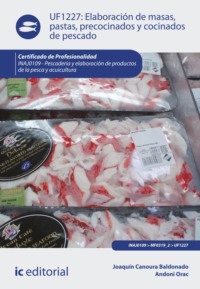 UF1227: Elaboración de masas,
pastas, precocinados y cocinados
de pescado
Certificado de Profesionalidad
INAJ0109 - Pescadería y elaboración de productos
de la pesca y acuicultura
INAJ0109 > MF0319_2 > UF1227
Joaquín Canoura Baldonado
Andoni Orac
ic editorial